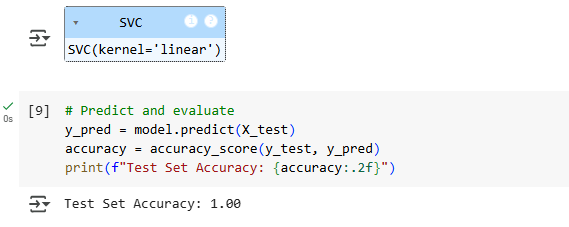 SVC
SVC(kernel='linear')
[9] # Predict and evaluate
y_pred = model.predict(X_test)
accuracy = accuracy_score(y_test, y_pred)
print(f"Test Set Accuracy: {accuracy:.2f}")
0s
Test Set Accuracy: 1.00